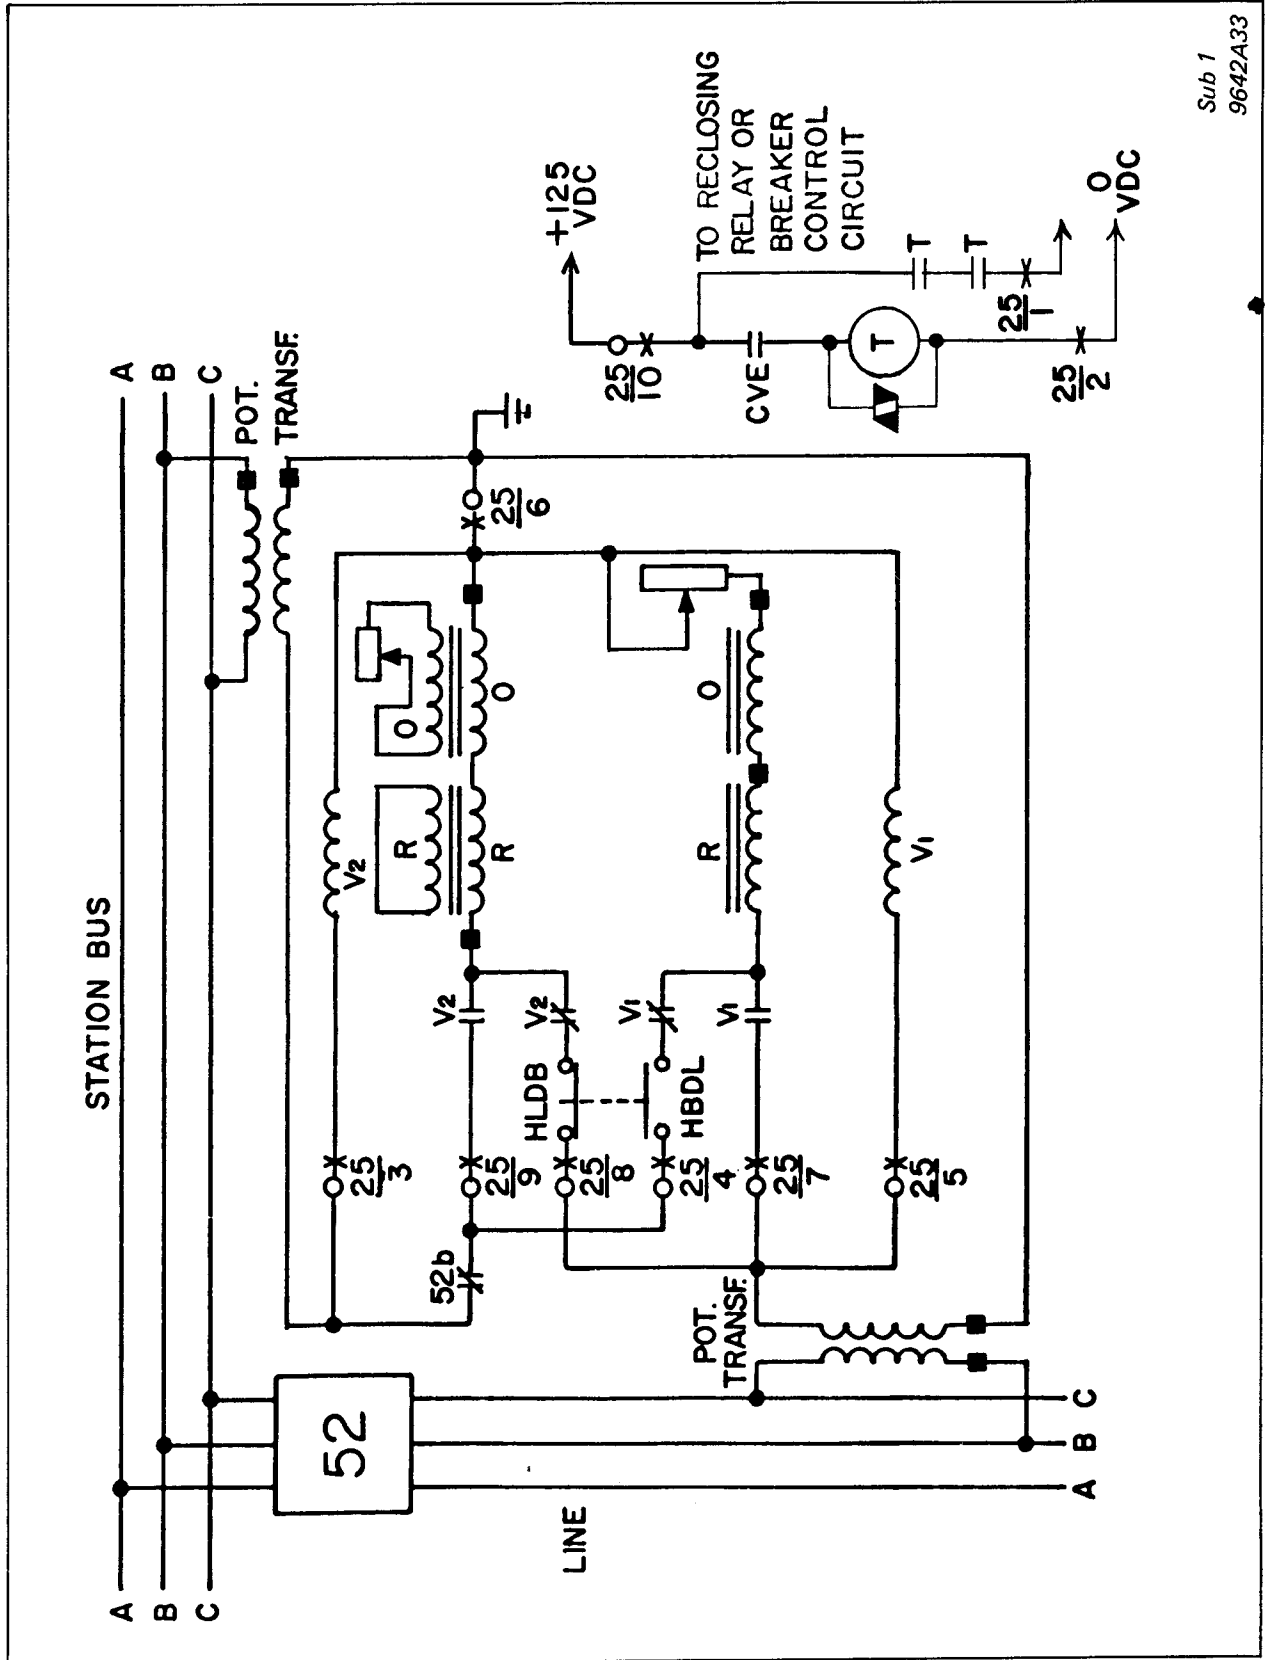 STATION BUS
A
B
C
A
B
C
POT.
TRANSF.
52
LINE
A
B
C
POT.
TRANSF.
52b
25
3
25
9
25
8
25
4
25
7
25
5
HLDB
HBDL
V2
V2
V1
V1
V2
R
R
O
O
R
O
V1
25
6
+125
VDC
25
10
CVE
T
25
2
25
1
T
T
0
VDC
TO RECLOSING
RELAY OR
BREAKER
CONTROL
CIRCUIT
Sub 1
9642A33